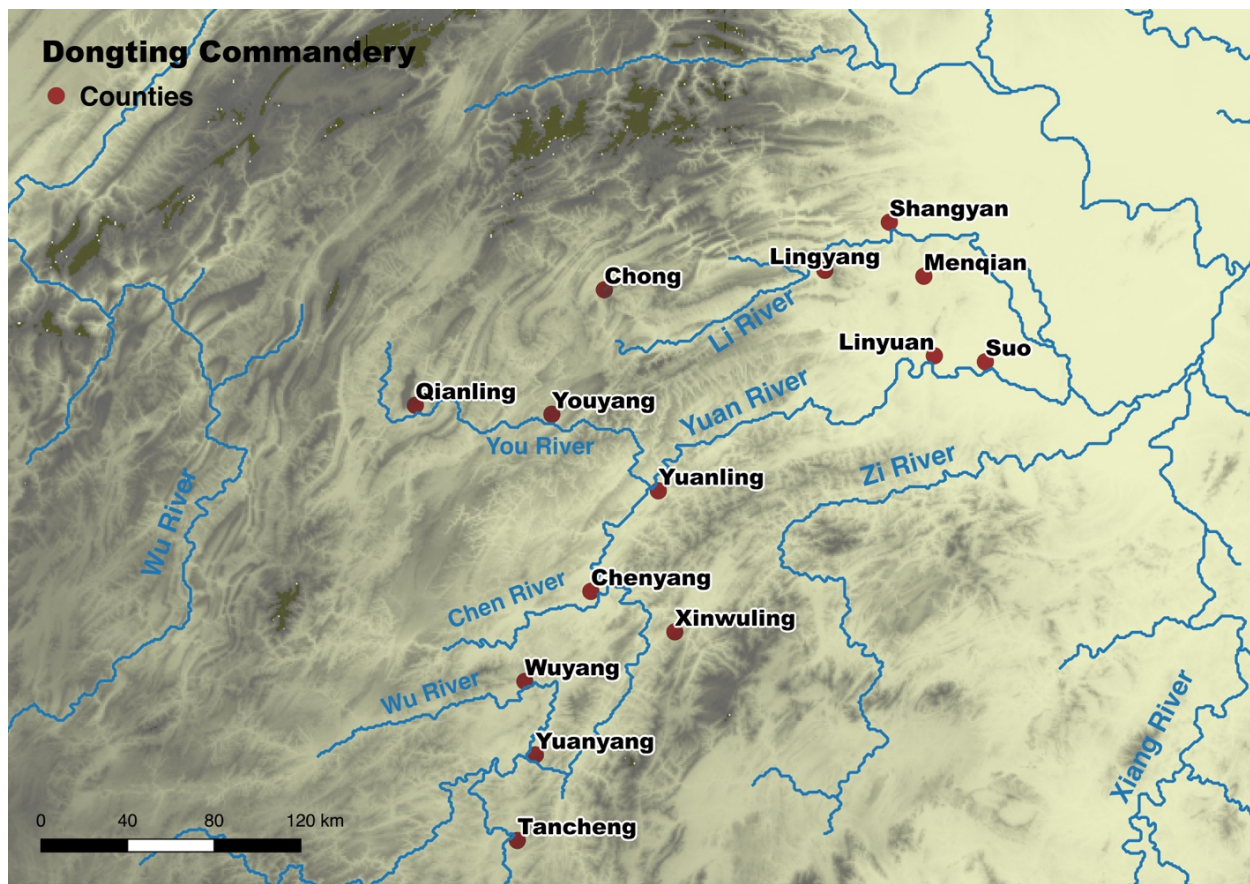 Dongting Commandery
Counties
Shangyan
Lingyang
Menqian
Chong
Li River
Linyuan
Suo
Qianling
Youyang
Yuan River
You River
Zi River
Yuanling
Wu River
Chen River
Chenyang
Xinwuling
Wuyang
Wu River
Xiang River
Yuanyang
0 40 80 120 km
Tancheng